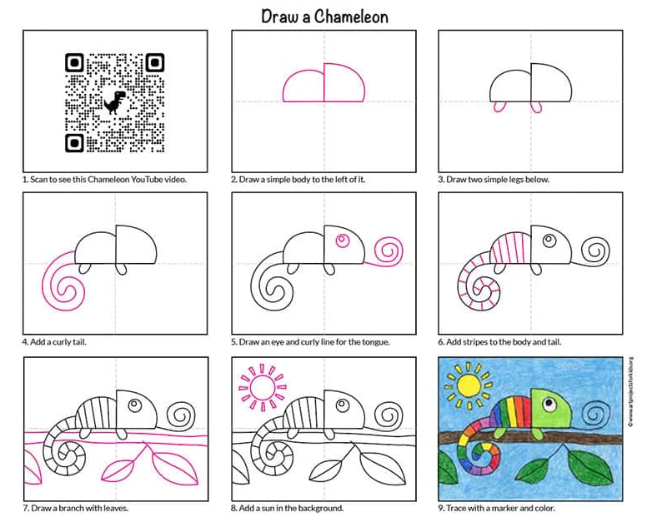 Draw a Chameleon
1. Scan to see this Chameleon YouTube video.
2. Draw a simple body to the left of it.
3. Draw two simple legs below.
4. Add a curly tail.
5. Draw an eye and curly line for the tongue.
6. Add stripes to the body and tail.
7. Draw a branch with leaves.
8. Add a sun in the background.
9. Trace with a marker and color.
© www.artprojectsforkids.org